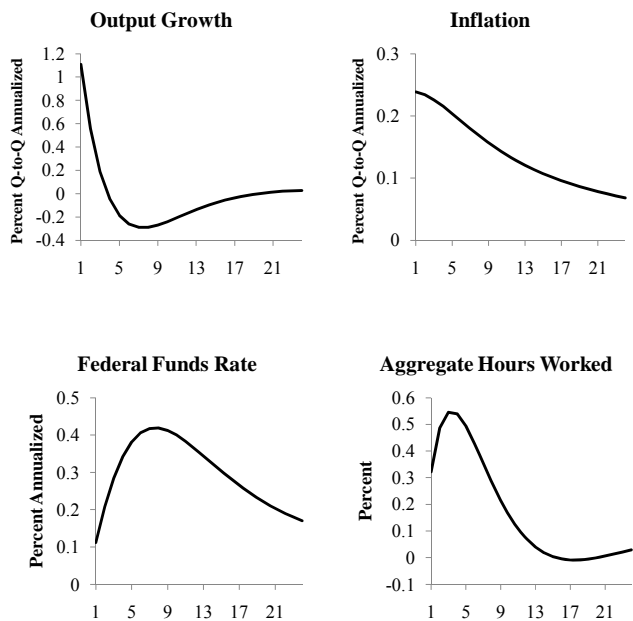 Output Growth
Percent Q-to-Q Annualized
1.2
1
0.8
0.6
0.4
0.2
0
-0.2
-0.4
1 5 9 13 17 21
Inflation
Percent Q-to-Q Annualized
0.3
0.2
0.1
0
1 5 9 13 17 21
Federal Funds Rate
Percent Annualized
0.5
0.4
0.3
0.2
0.1
0
1 5 9 13 17 21
Aggregate Hours Worked
Percent
0.6
0.5
0.4
0.3
0.2
0.1
0
-0.1
1 5 9 13 17 21